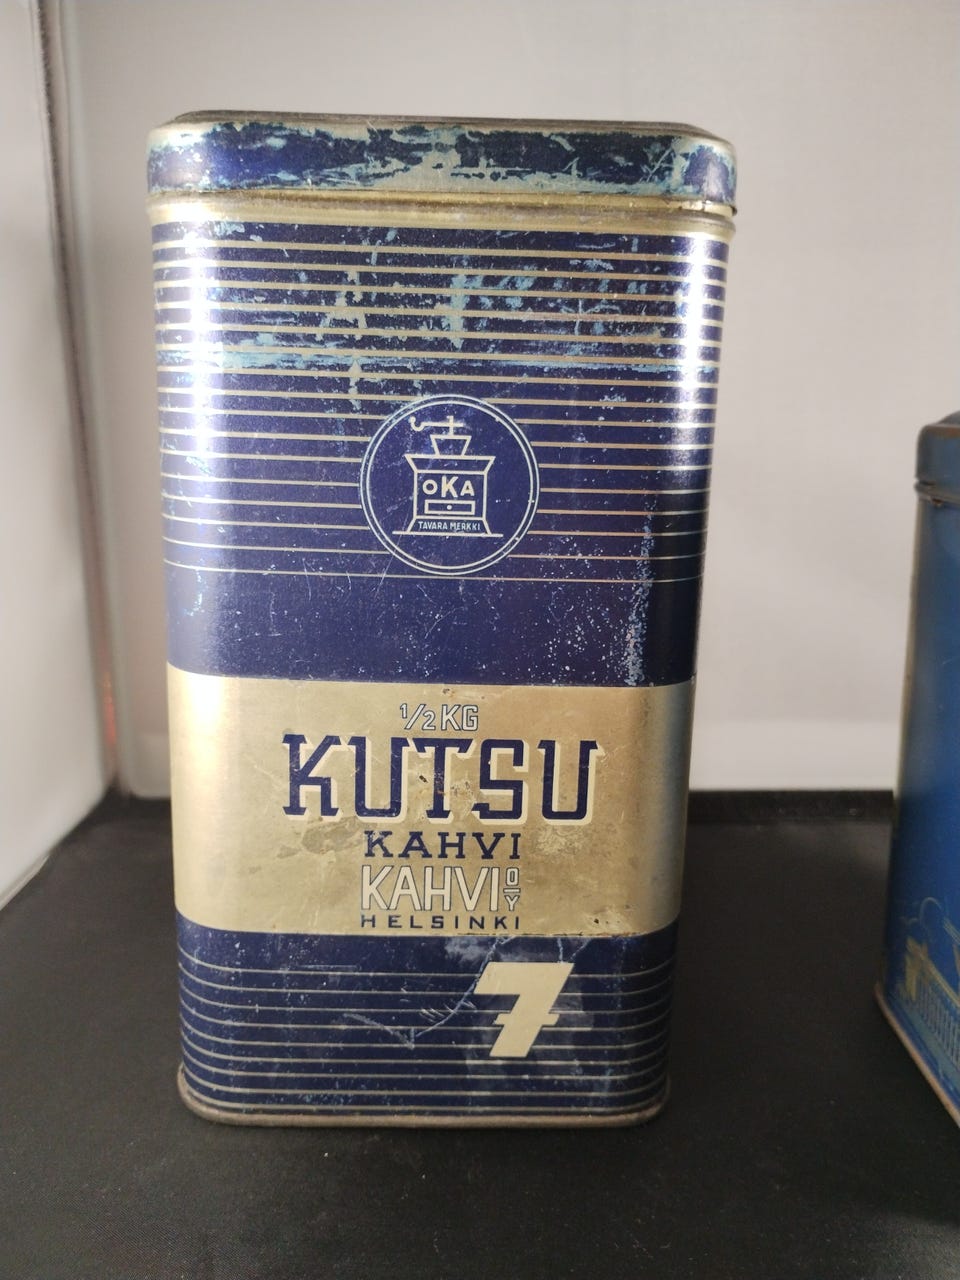 OKA
TAVARA MERKKI
1/2 KG
KUTSU
KAHVI
KAHVI OY
HELSINKI
7